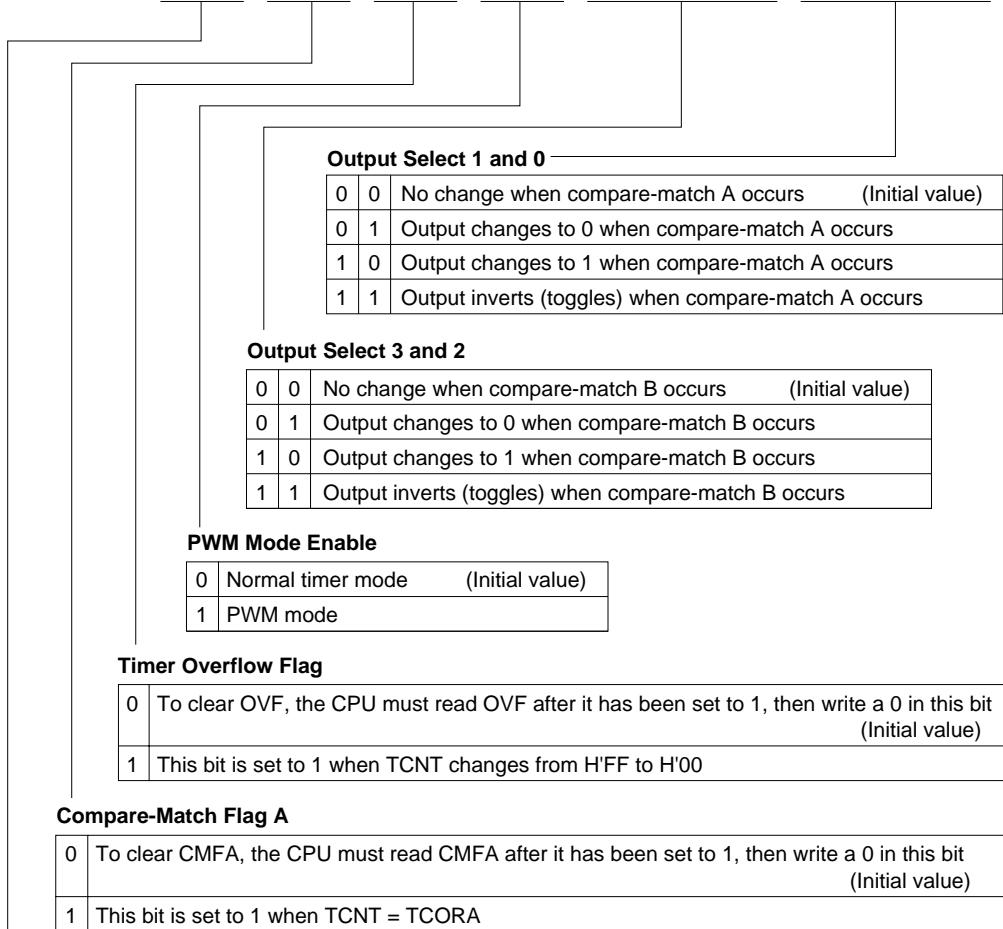 Output Select 1 and 0
0 0 No change when compare-match A occurs (Initial value)
0 1 Output changes to 0 when compare-match A occurs
1 0 Output changes to 1 when compare-match A occurs
1 1 Output inverts (toggles) when compare-match A occurs
Output Select 3 and 2
0 0 No change when compare-match B occurs (Initial value)
0 1 Output changes to 0 when compare-match B occurs
1 0 Output changes to 1 when compare-match B occurs
1 1 Output inverts (toggles) when compare-match B occurs
PWM Mode Enable
0 Normal timer mode (Initial value)
1 PWM mode
Timer Overflow Flag
0 To clear OVF, the CPU must read OVF after it has been set to 1, then write a 0 in this bit
(Initial value)
1 This bit is set to 1 when TCNT changes from H'FF to H'00
Compare-Match Flag A
0 To clear CMFA, the CPU must read CMFA after it has been set to 1, then write a 0 in this bit
(Initial value)
1 This bit is set to 1 when TCNT = TCORA